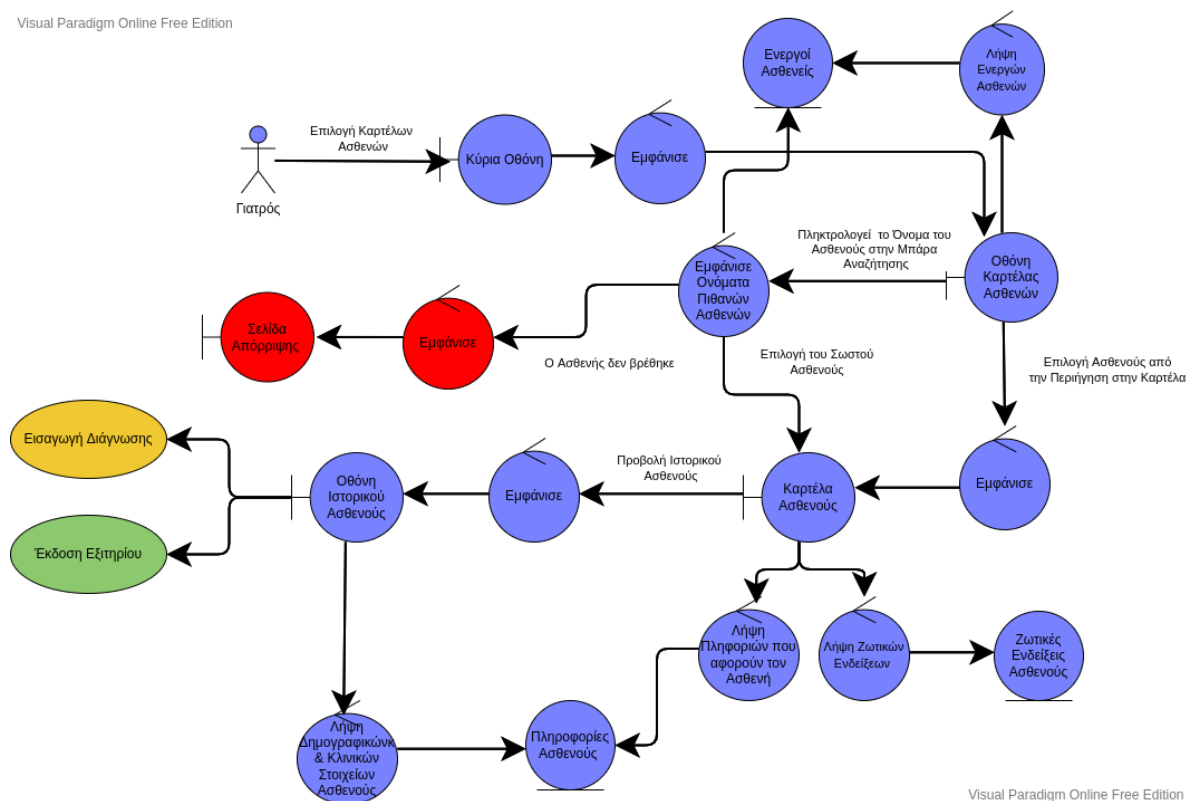 Visual Paradigm Online Free Edition
Ενεργοί
Ασθενείς
Λήψη
Ενεργών
Ασθενών
Επιλογή Καρτέλων
Ασθενών
Κύρια Οθόνη
Εμφάνισε
Γιατρός
Πληκτρολογεί το Όνομα του
Ασθενούς στην Μπάρα
Αναζήτησης
Εμφάνισε
Ονόματα
Πιθανών
Ασθενών
Οθόνη
Καρτέλας
Ασθενών
Σελίδα
Απόρριψης
Εμφάνισε
Ο Ασθενής δεν βρέθηκε
Επιλογή του Σωστού
Ασθενούς
Επιλογή Ασθενούς από
την Περιήγηση στην Καρτέλα
Εισαγωγή Διάγνωσης
Οθόνη
Ιστορικού
Ασθενούς
Εμφάνισε
Προβολή Ιστορικού
Ασθενούς
Καρτέλα
Ασθενούς
Εμφάνισε
Έκδοση Εξιτηρίου
Λήψη
Πληφοριών που
αφορούν τον
Ασθενή
Λήψη Ζωτικών
Ενδείξεων
Ζωτικές
Ενδείξεις
Ασθενούς
Λήψη
Δημογραφικώνκ
& Κλινικών
Στοιχείων
Ασθενούς
Πληροφορίες
Ασθενούς
Visual Paradigm Online Free Edition